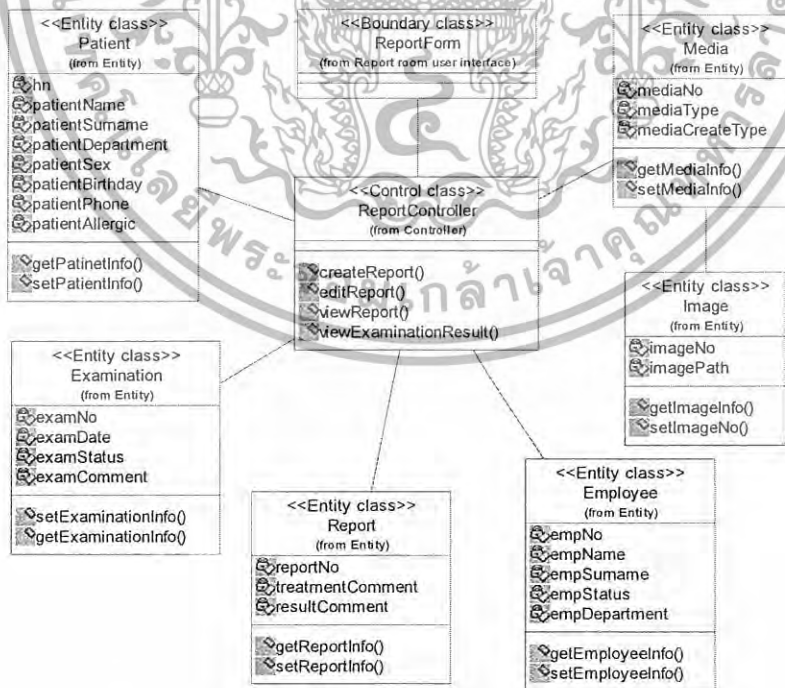 <<Entity class>>
Patient
(from Entity)
hn
patientName
patientSurname
patientDepartment
patientSex
patientBirthday
patientPhone
patientAllergic
getPatinetInfo()
setPatientInfo()
<<Boundary class>>
ReportForm
(from Report room user interface)
<<Entity class>>
Media
(from Entity)
mediaNo
mediaType
mediaCreateType
getMediaInfo()
setMediaInfo()
<<Control class>>
ReportController
(from Controller)
createReport()
editReport()
viewReport()
viewExaminationResult()
<<Entity class>>
Image
(from Entity)
imageNo
imagePath
getImageInfo()
setImageNo()
<<Entity class>>
Examination
(from Entity)
examNo
examDate
examStatus
examComment
setExaminationInfo()
getExaminationInfo()
<<Entity class>>
Report
(from Entity)
reportNo
treatmentComment
resultComment
getReportInfo()
setReportInfo()
<<Entity class>>
Employee
(from Entity)
empNo
empName
empSurname
empStatus
empDepartment
getEmployeeInfo()
setEmployeeInfo()